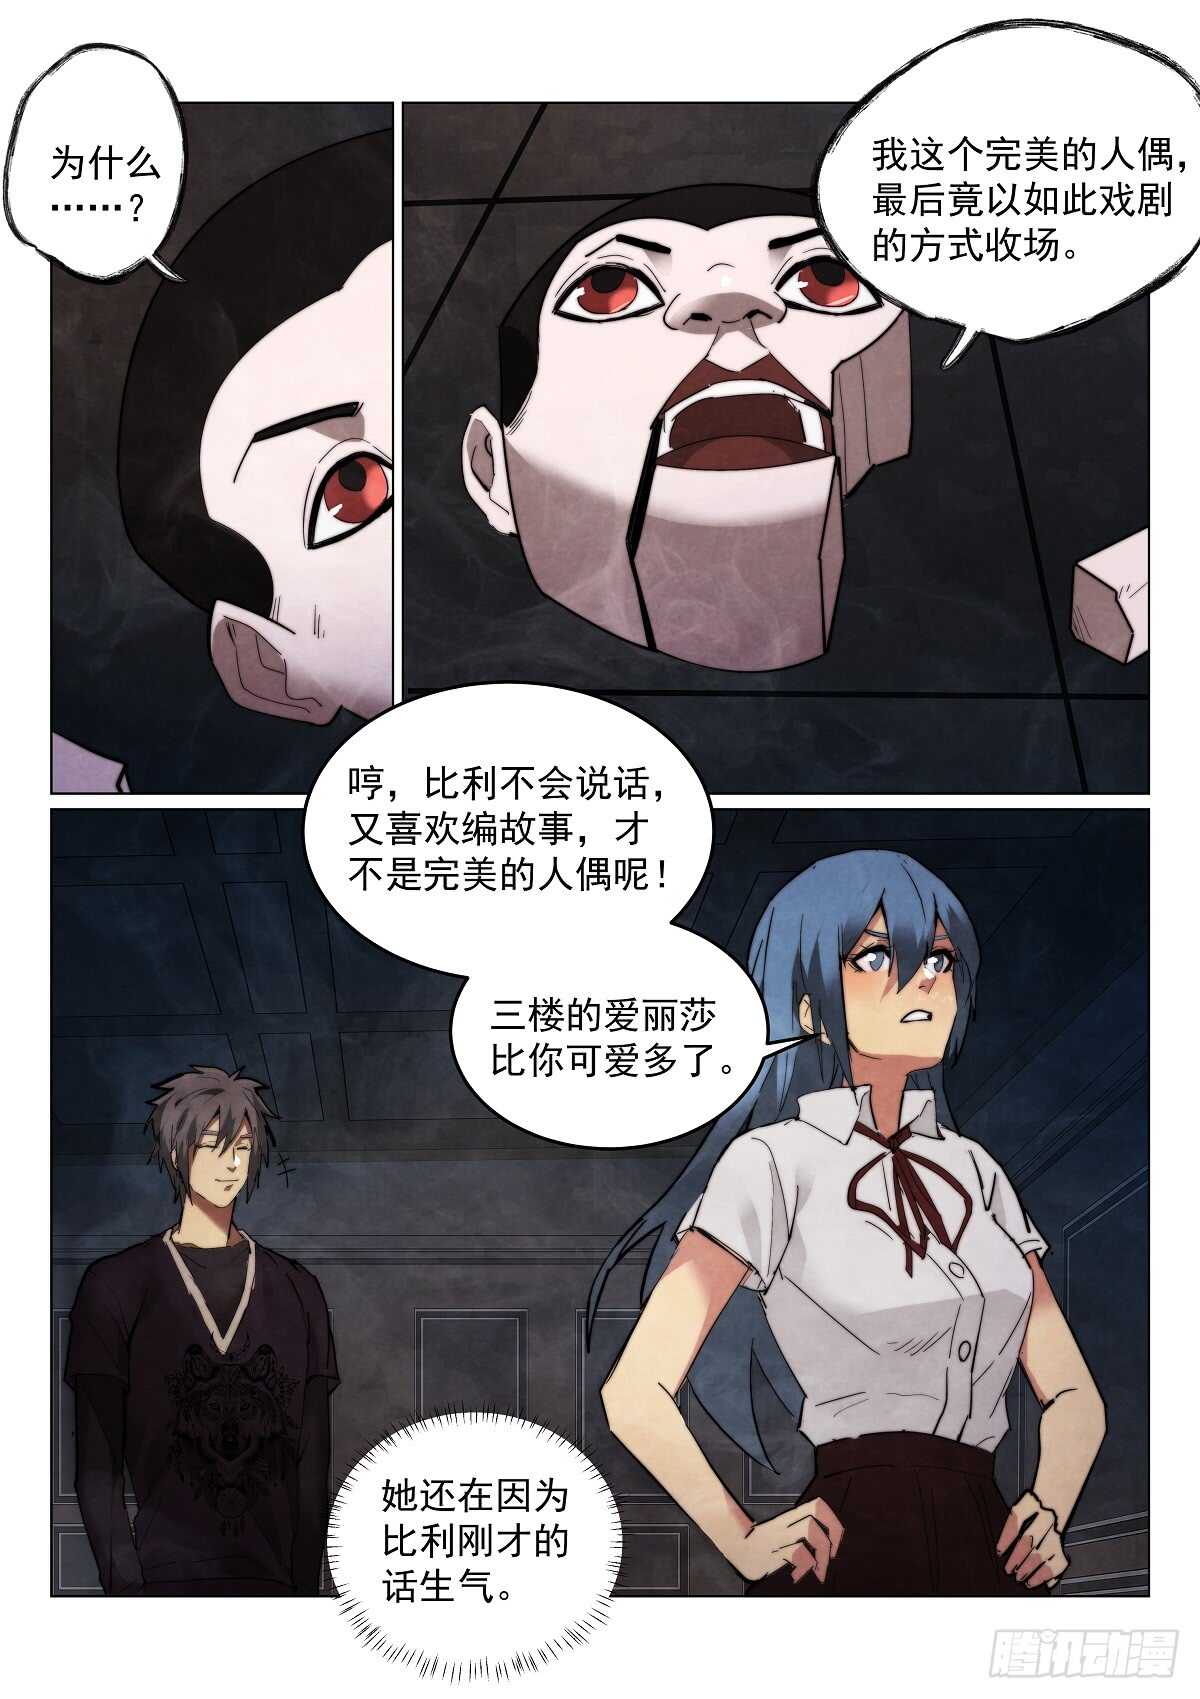 为什么
……?
我这个完美的人偶，
最后竟以如此戏剧
的方式收场。
哼，比利不会说话，
又喜欢编故事，才
不是完美的人偶呢！
三楼的爱丽莎
比你可爱多了。
她还在因为
比利刚才的
话生气。
腾讯动漫